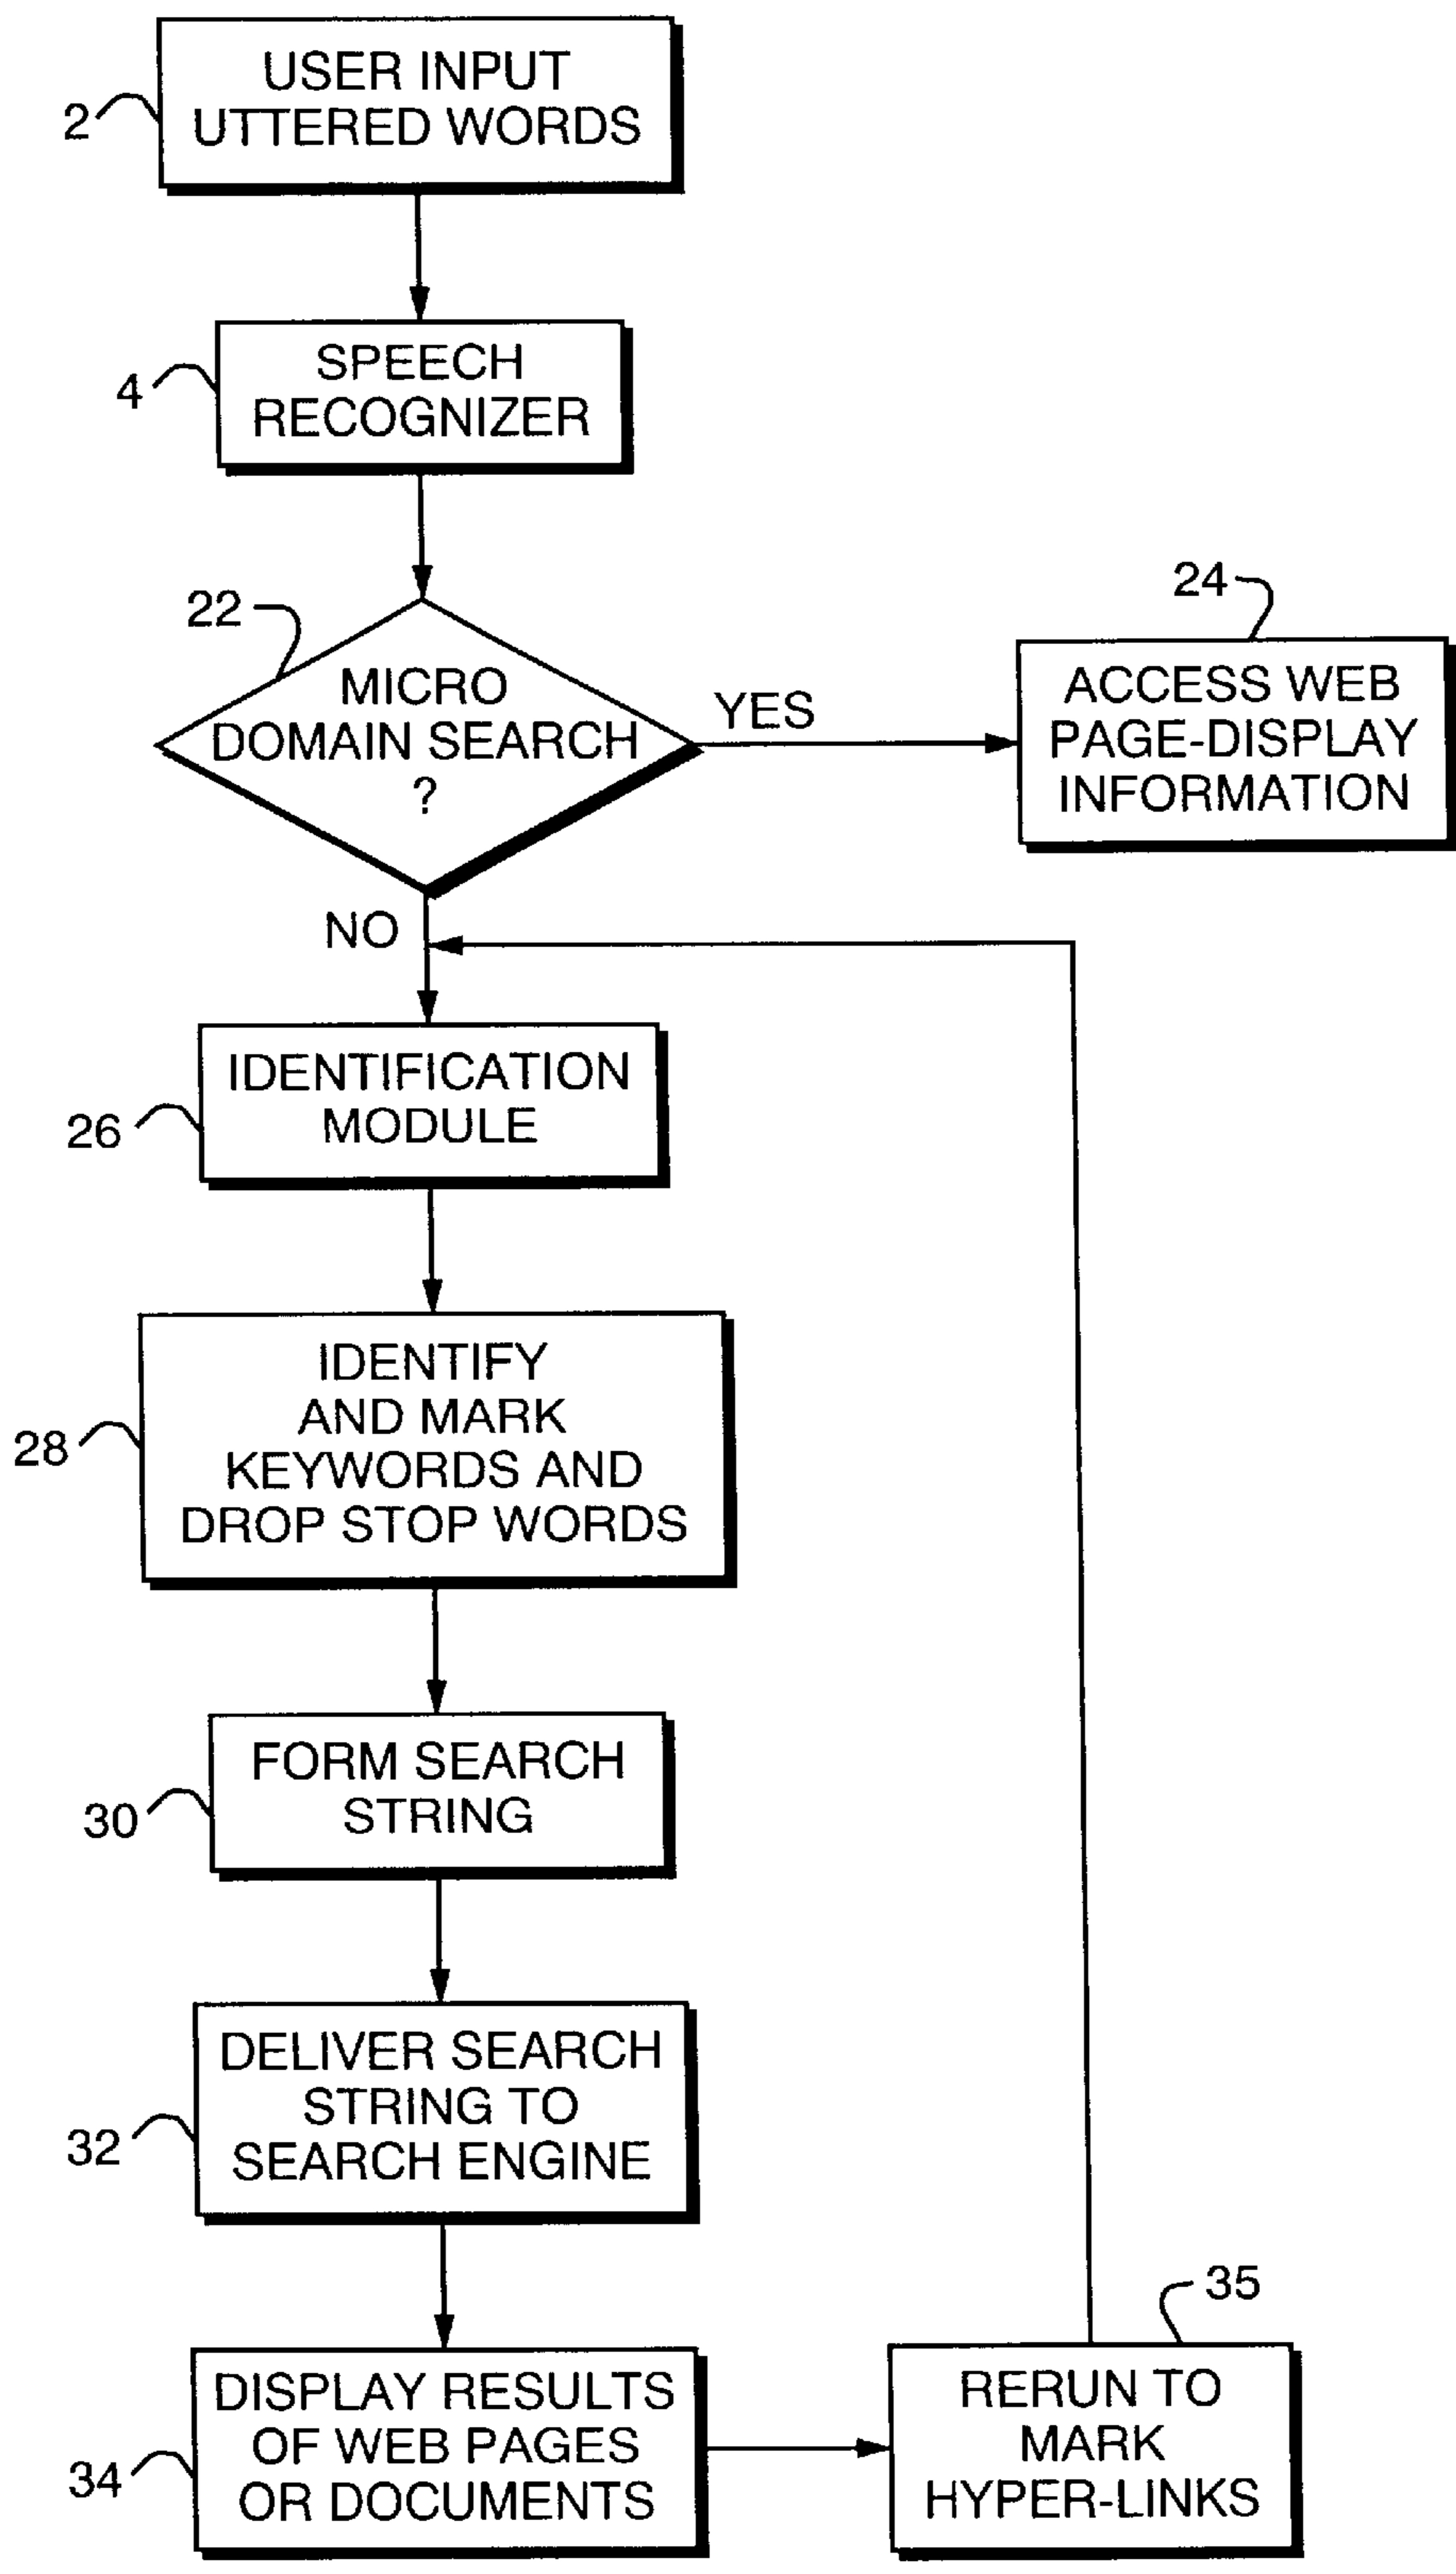 USER INPUT
UTTERED WORDS
2
SPEECH
RECOGNIZER
4
22
MICRO
DOMAIN SEARCH
?
YES
24
ACCESS WEB
PAGE-DISPLAY
INFORMATION
NO
IDENTIFICATION
MODULE
26
IDENTIFY
AND MARK
KEYWORDS AND
DROP STOP WORDS
28
FORM SEARCH
STRING
30
DELIVER SEARCH
STRING TO
SEARCH ENGINE
32
DISPLAY RESULTS
OF WEB PAGES
OR DOCUMENTS
34
35
RERUN TO
MARK
HYPER-LINKS